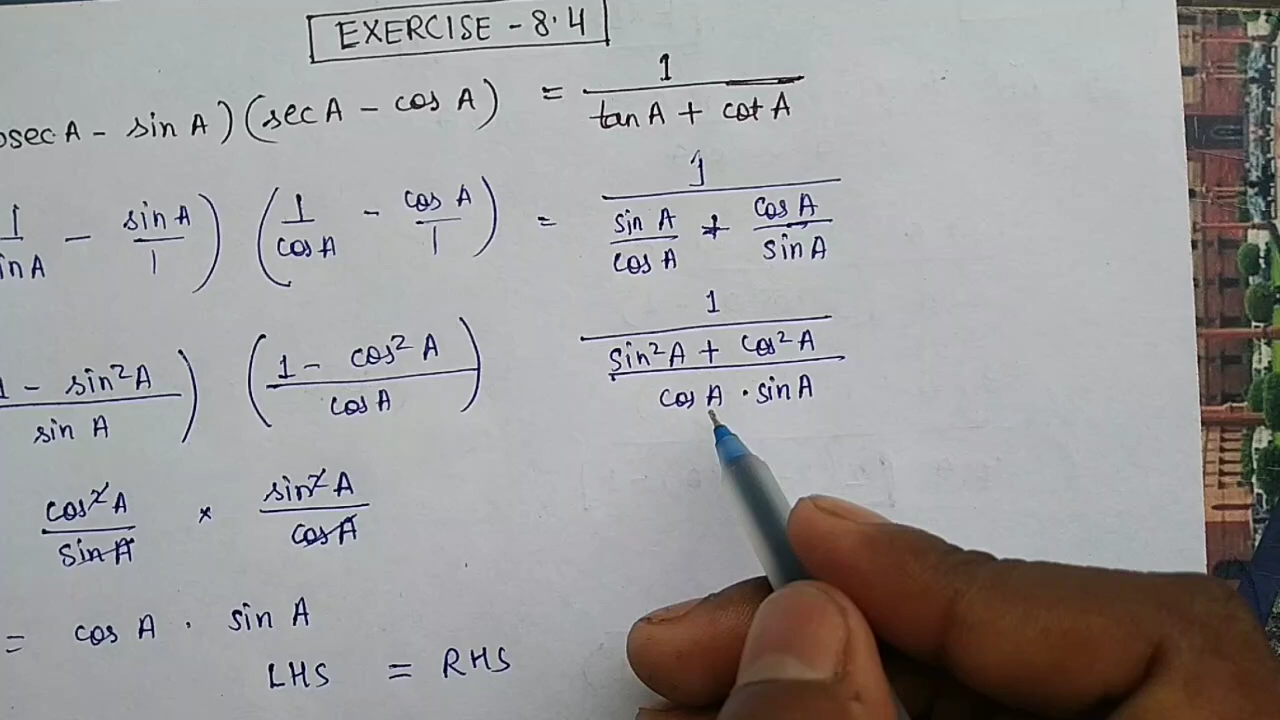 EXERCISE - 8.4
osec A - sin A) (sec A - cos A) = 1 / (tan A + cot A)
1/in A - sin A/1) (1/cos A - cos A/1) = 1 / (sin A/cos A + cos A/sin A)
1 - sin²A / sin A) (1 - cos²A / cos A) 1 / (sin²A + cos²A / cos A · sin A)
cos²A / sin A × sin²A / cos A
= cos A · sin A
LHS = RHS